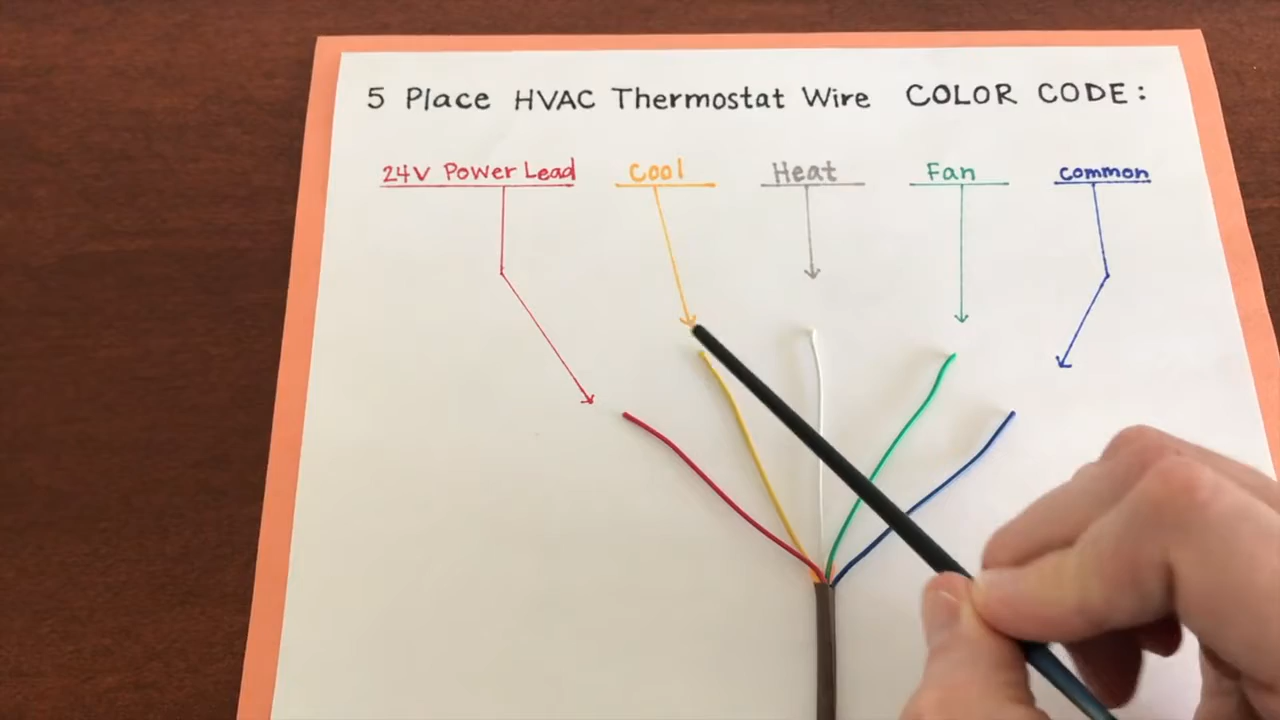 5 Place HVAC Thermostat Wire COLOR CODE:
24V Power Lead Cool Heat Fan common